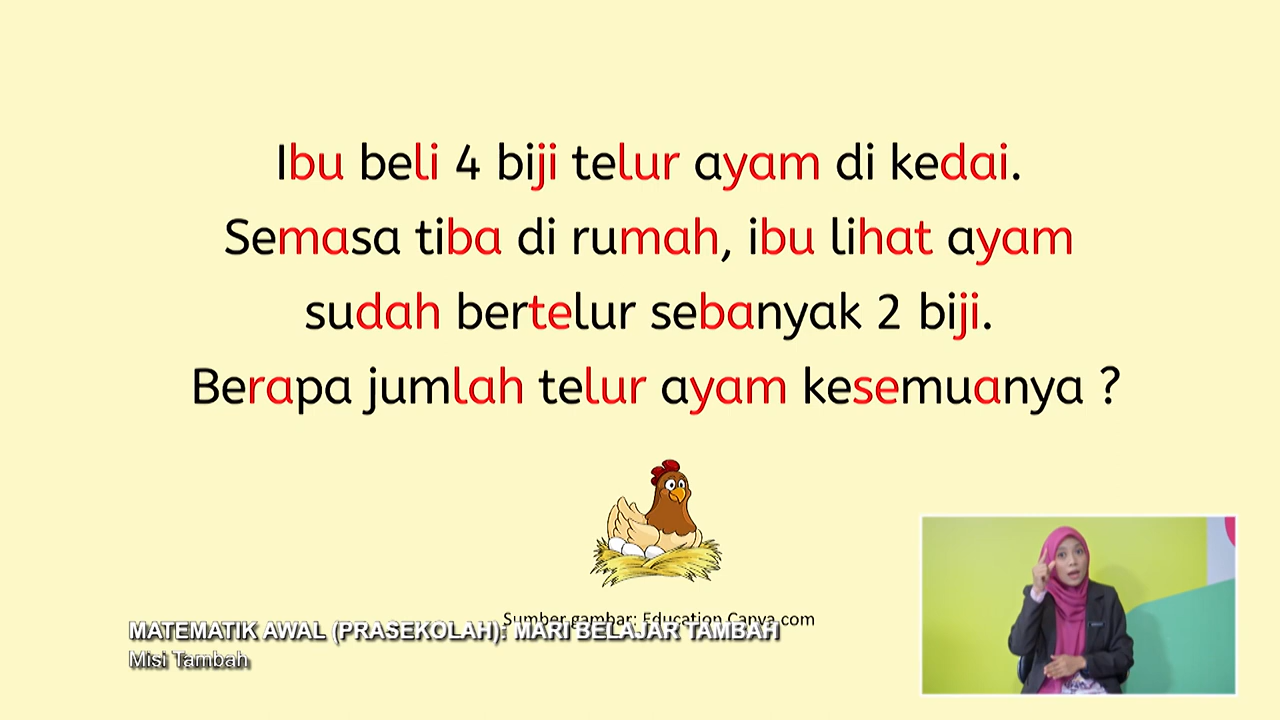 Ibu beli 4 biji telur ayam di kedai.
Semasa tiba di rumah, ibu lihat ayam
sudah bertelur sebanyak 2 biji.
Berapa jumlah telur ayam kesemuanya ?
Sumber gambar: Education Canva.com
MATEMATIK AWAL (PRASEKOLAH): MARI BELAJAR TAMBAH
Misi Tambah